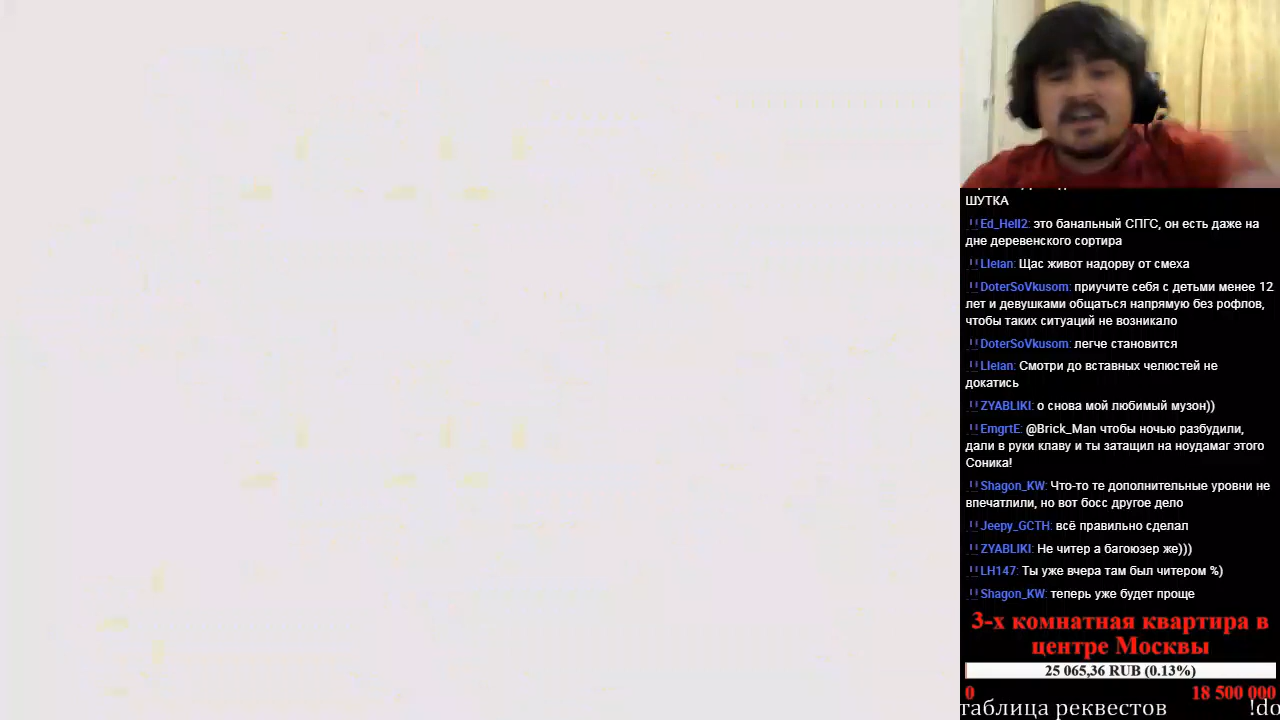 ШУТКА
Ed_Hell2: это банальный СПГС, он есть даже на
дне деревенского сортира
Lleian: Щас живот надорву от смеха
DoterSoVkusom: приучите себя с детьми менее 12
лет и девушками общаться напрямую без рофлов,
чтобы таких ситуаций не возникало
DoterSoVkusom: легче становится
Lleian: Смотри до вставных челюстей не
докатись
ZYABLIKI: о снова мой любимый музон))
EmgrtE: @Brick_Man чтобы ночью разбудили,
дали в руки клаву и ты затащил на ноудамаг этого
Соника!
Shagon_KW: Что-то те дополнительные уровни не
впечатлили, но вот босс другое дело
Jeepy_GCTH: всё правильно сделал
ZYABLIKI: Не читер а багоюзер же)))
LH147: Ты уже вчера там был читером %)
Shagon_KW: теперь уже будет проще
3-х комнатная квартира в
центре Москвы
25 065,36 RUB (0.13%)
0 18 500 000
таблица реквестов !do